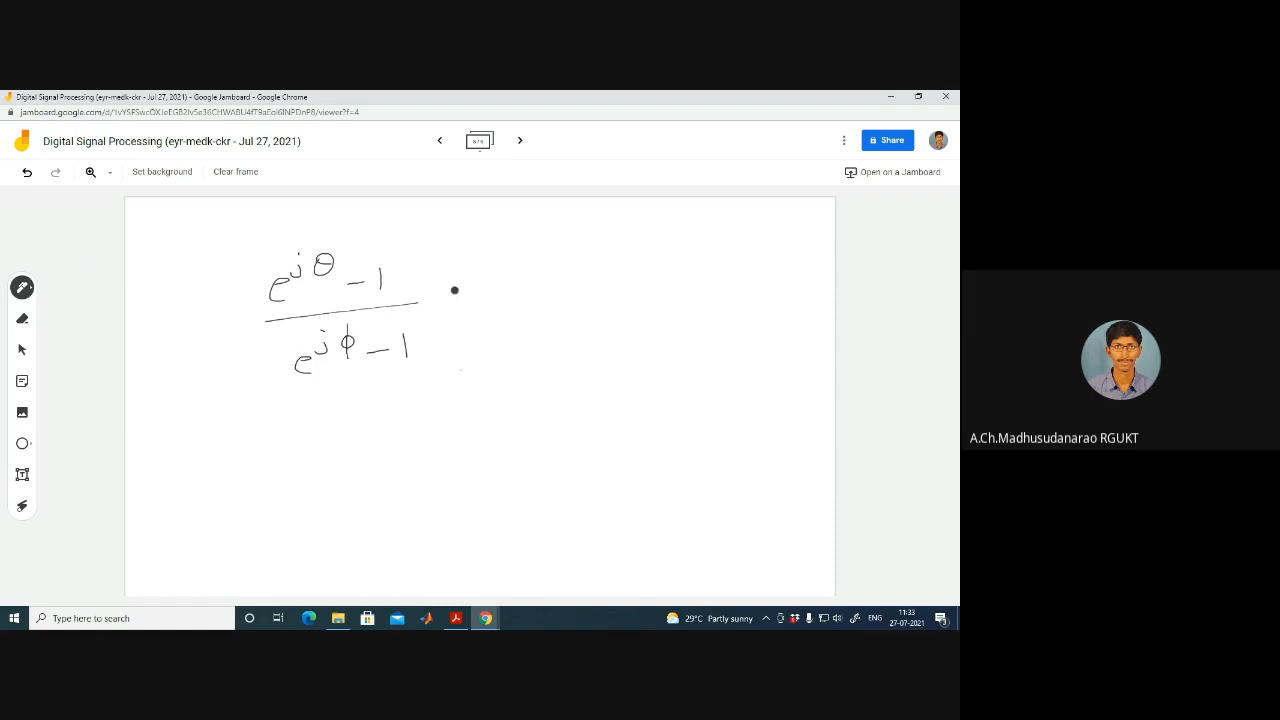 Digital Signal Processing (eyr-medk-ckr - Jul 27, 2021) - Google Jamboard - Google Chrome
Digital Signal Processing (eyr-medk-ckr - Jul 27, 2021)
Share
Set background
Clear frame
Open on a Jamboard
e^{jθ} - 1
e^{jϕ} - 1
A.Ch.Madhusudanarao RGUKT
Type here to search
29°C Partly sunny
ENG
11:33
27-07-2021